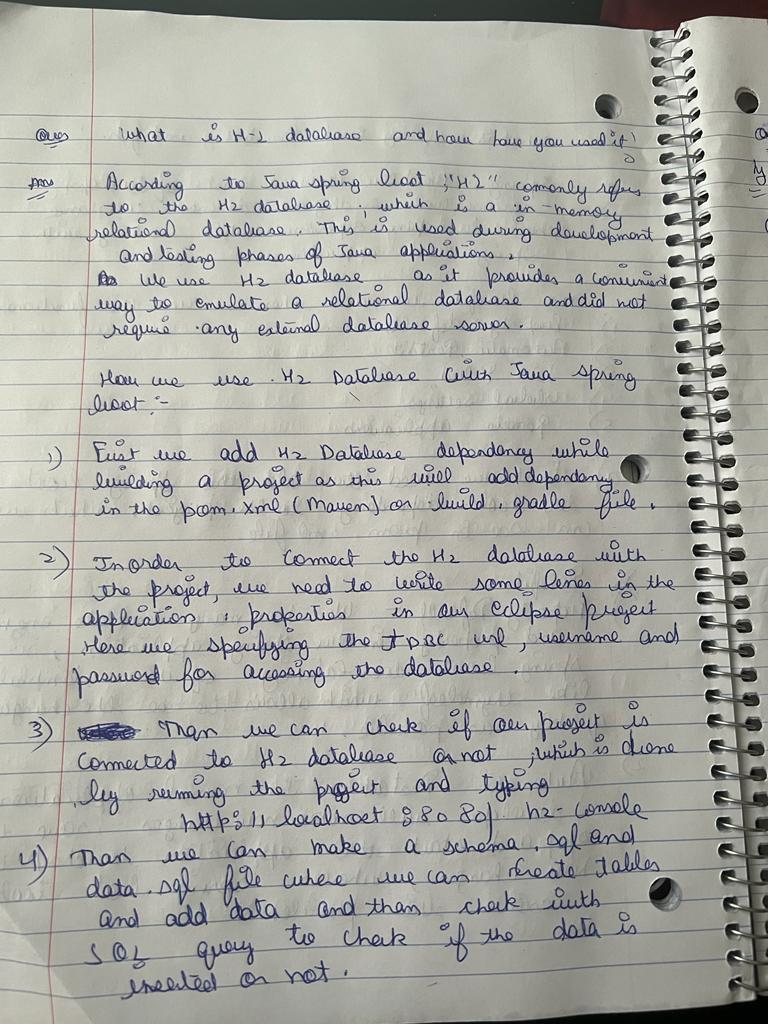 Ques What is H-2 database and how have you used it?
Ans According to Java spring boot, "H2" commonly refers
to the H2 database, which is a in-memory
relational database. This is used during development
and testing phases of Java applications.
We use H2 database as it provides a convinient
way to emulate a relational database and did not
require any external database server.
How we use H2 Database with Java spring
boot :-
1) First we add H2 Database dependancy while
building a project as this will add dependancy
in the pom.xml (Maven) or build.gradle file.
2) In order to connect the H2 database with
the project, we need to write some lines in the
application.properties in our eclipse project
Here we specifying the JDBC url, username and
password for accessing the database.
3) Than we can check if our project is
connected to H2 database or not, which is done
by running the project and typing
http://localhost:8080/h2-console
4) Than we can make a schema.sql and
data.sql file where we can create tables
and add data and than check with
SQL query to check if the data is
inserted or not.